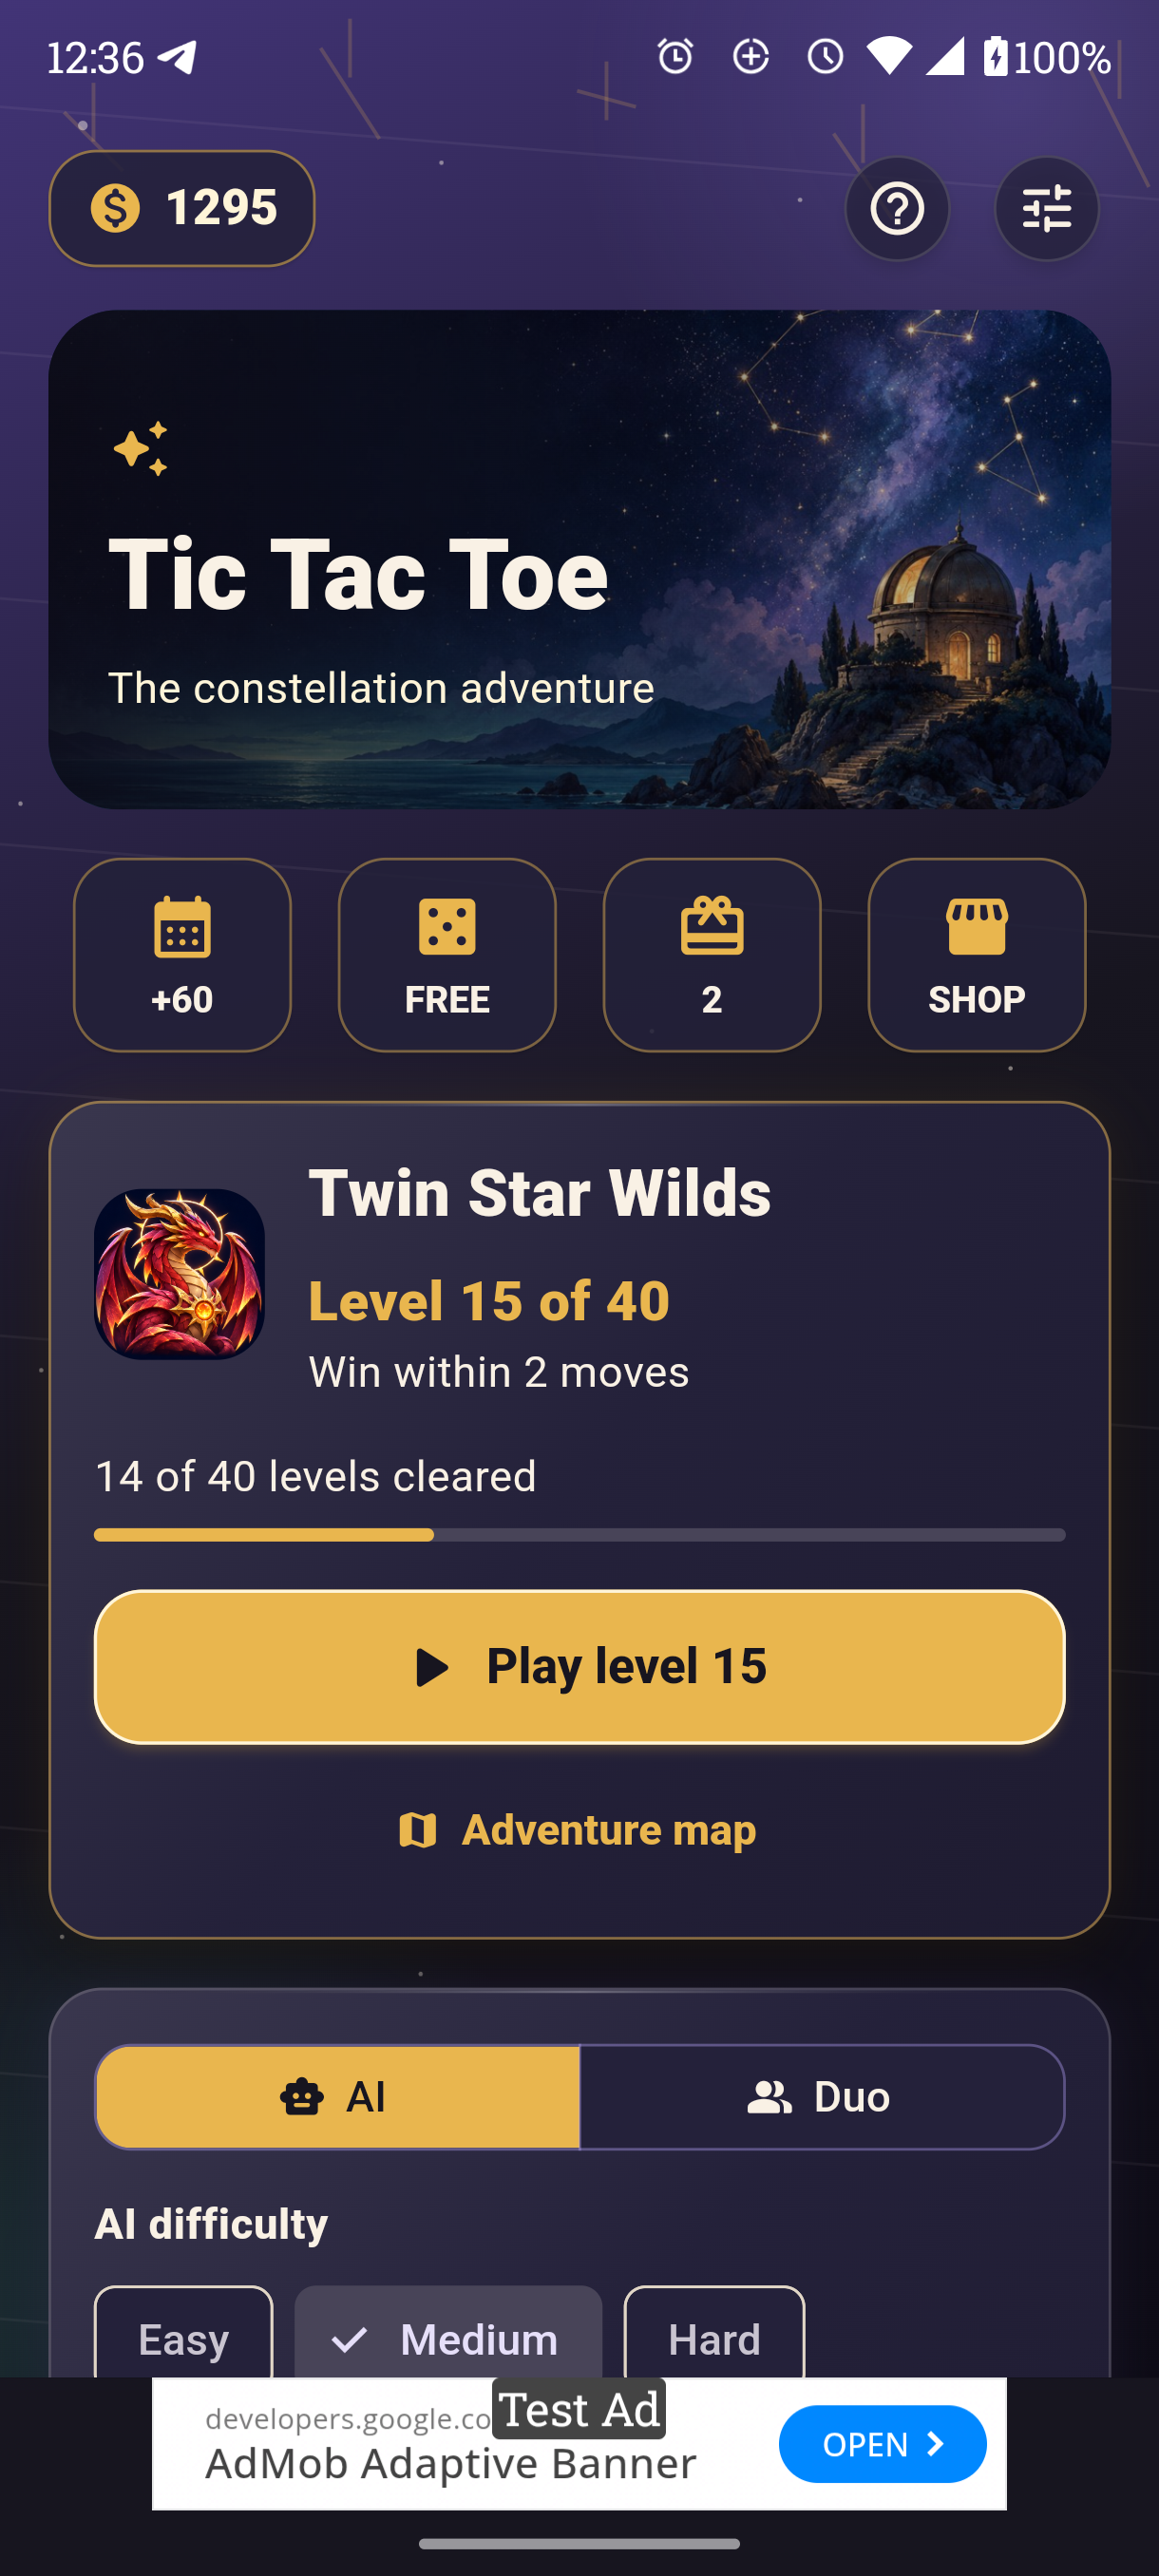 12:36
100%
1295
Tic Tac Toe
The constellation adventure
+60
FREE
2
SHOP
Twin Star Wilds
Level 15 of 40
Win within 2 moves
14 of 40 levels cleared
Play level 15
Adventure map
AI
Duo
AI difficulty
Easy
Medium
Hard
Test Ad
developers.google.co
AdMob Adaptive Banner
OPEN